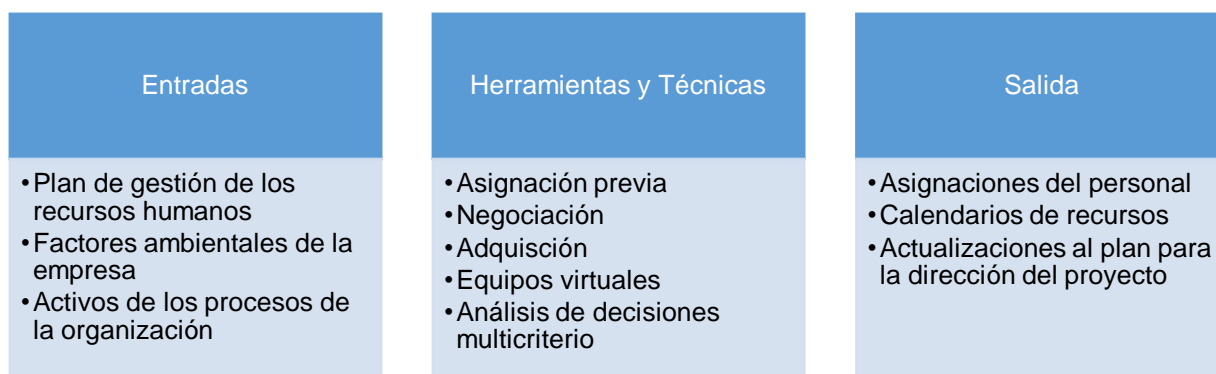 Entradas
•Plan de gestión de los
recursos humanos
•Factores ambientales de la
empresa
•Activos de los procesos de
la organización
Herramientas y Técnicas
•Asignación previa
•Negociación
•Adquisción
•Equipos virtuales
•Análisis de decisiones
multicriterio
Salida
•Asignaciones del personal
•Calendarios de recursos
•Actualizaciones al plan para
la dirección del proyecto